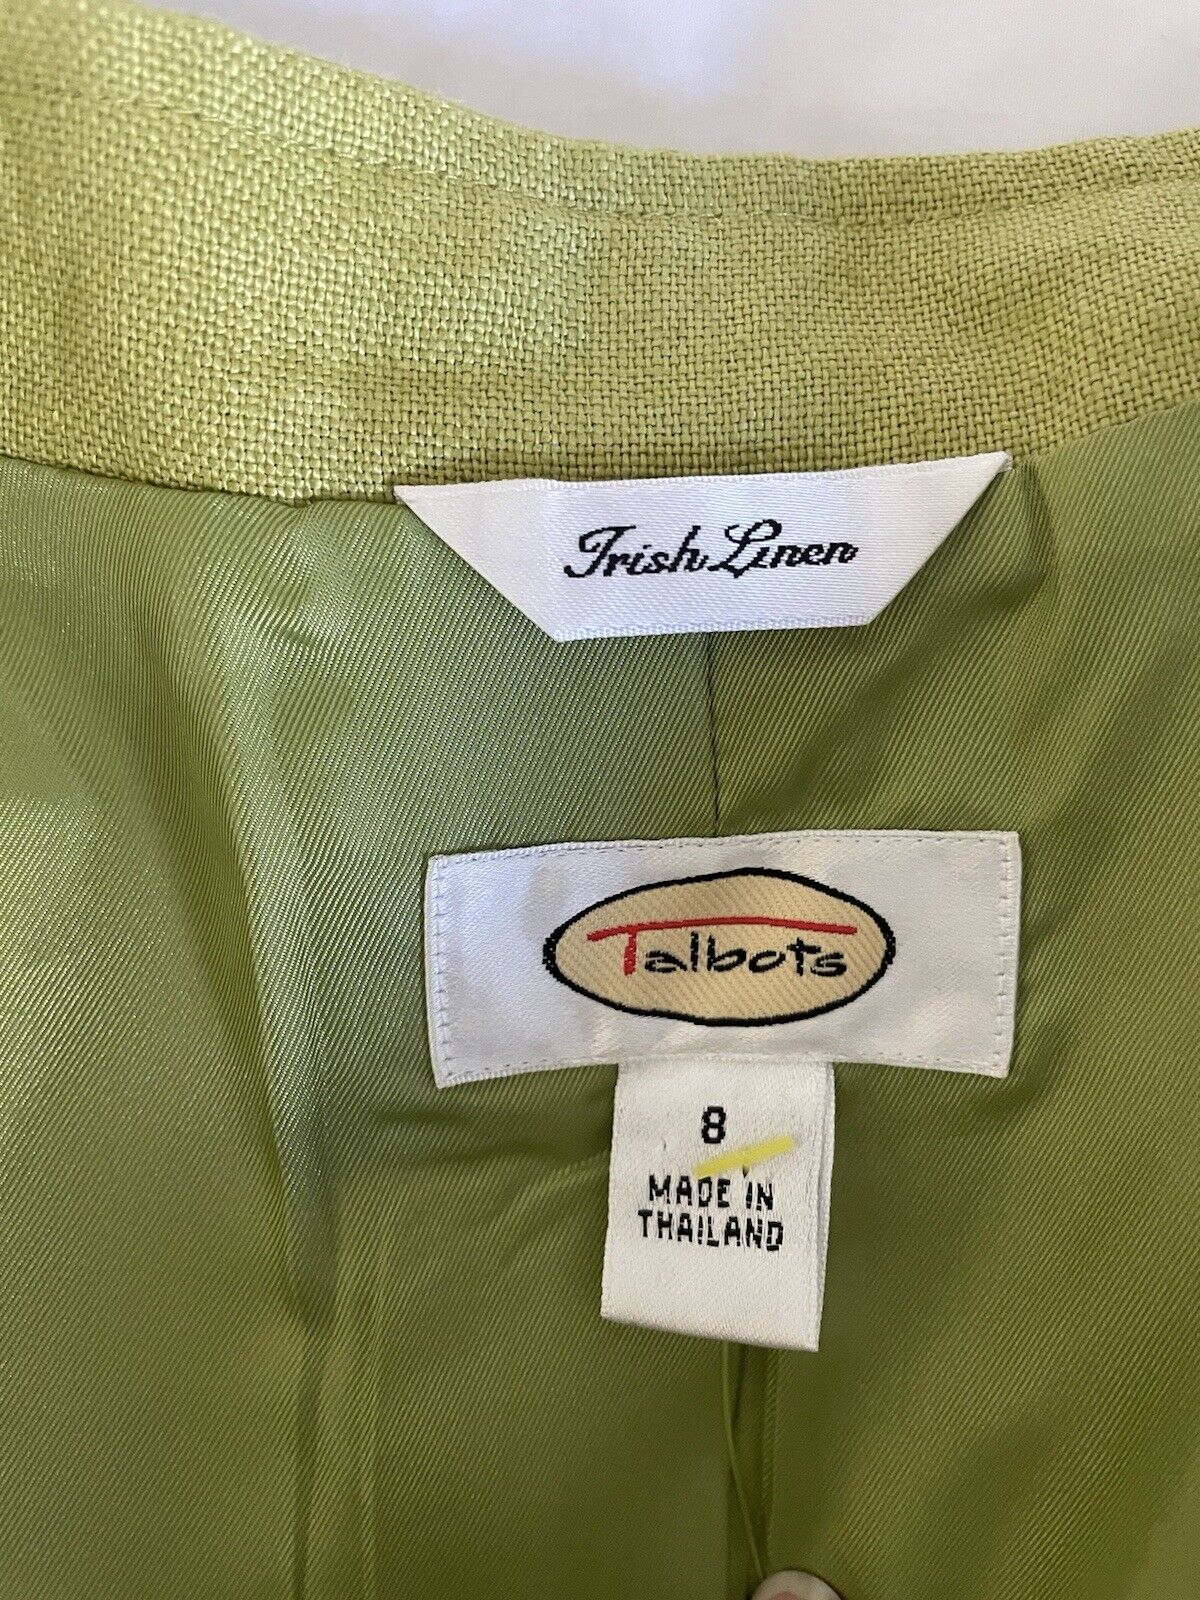 Irish Linen
Talbots
8
MADE IN
THAILAND